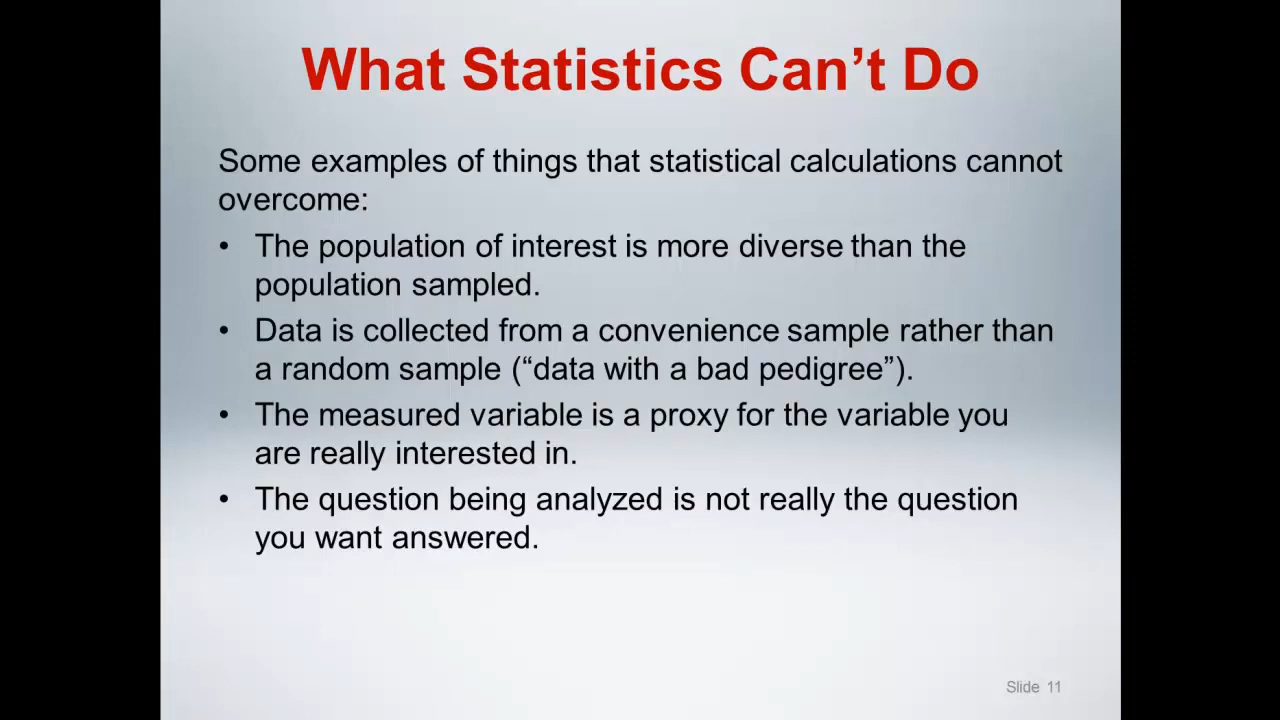 What Statistics Can’t Do
Some examples of things that statistical calculations cannot
overcome:
• The population of interest is more diverse than the
population sampled.
• Data is collected from a convenience sample rather than
a random sample (“data with a bad pedigree”).
• The measured variable is a proxy for the variable you
are really interested in.
• The question being analyzed is not really the question
you want answered.
Slide 11